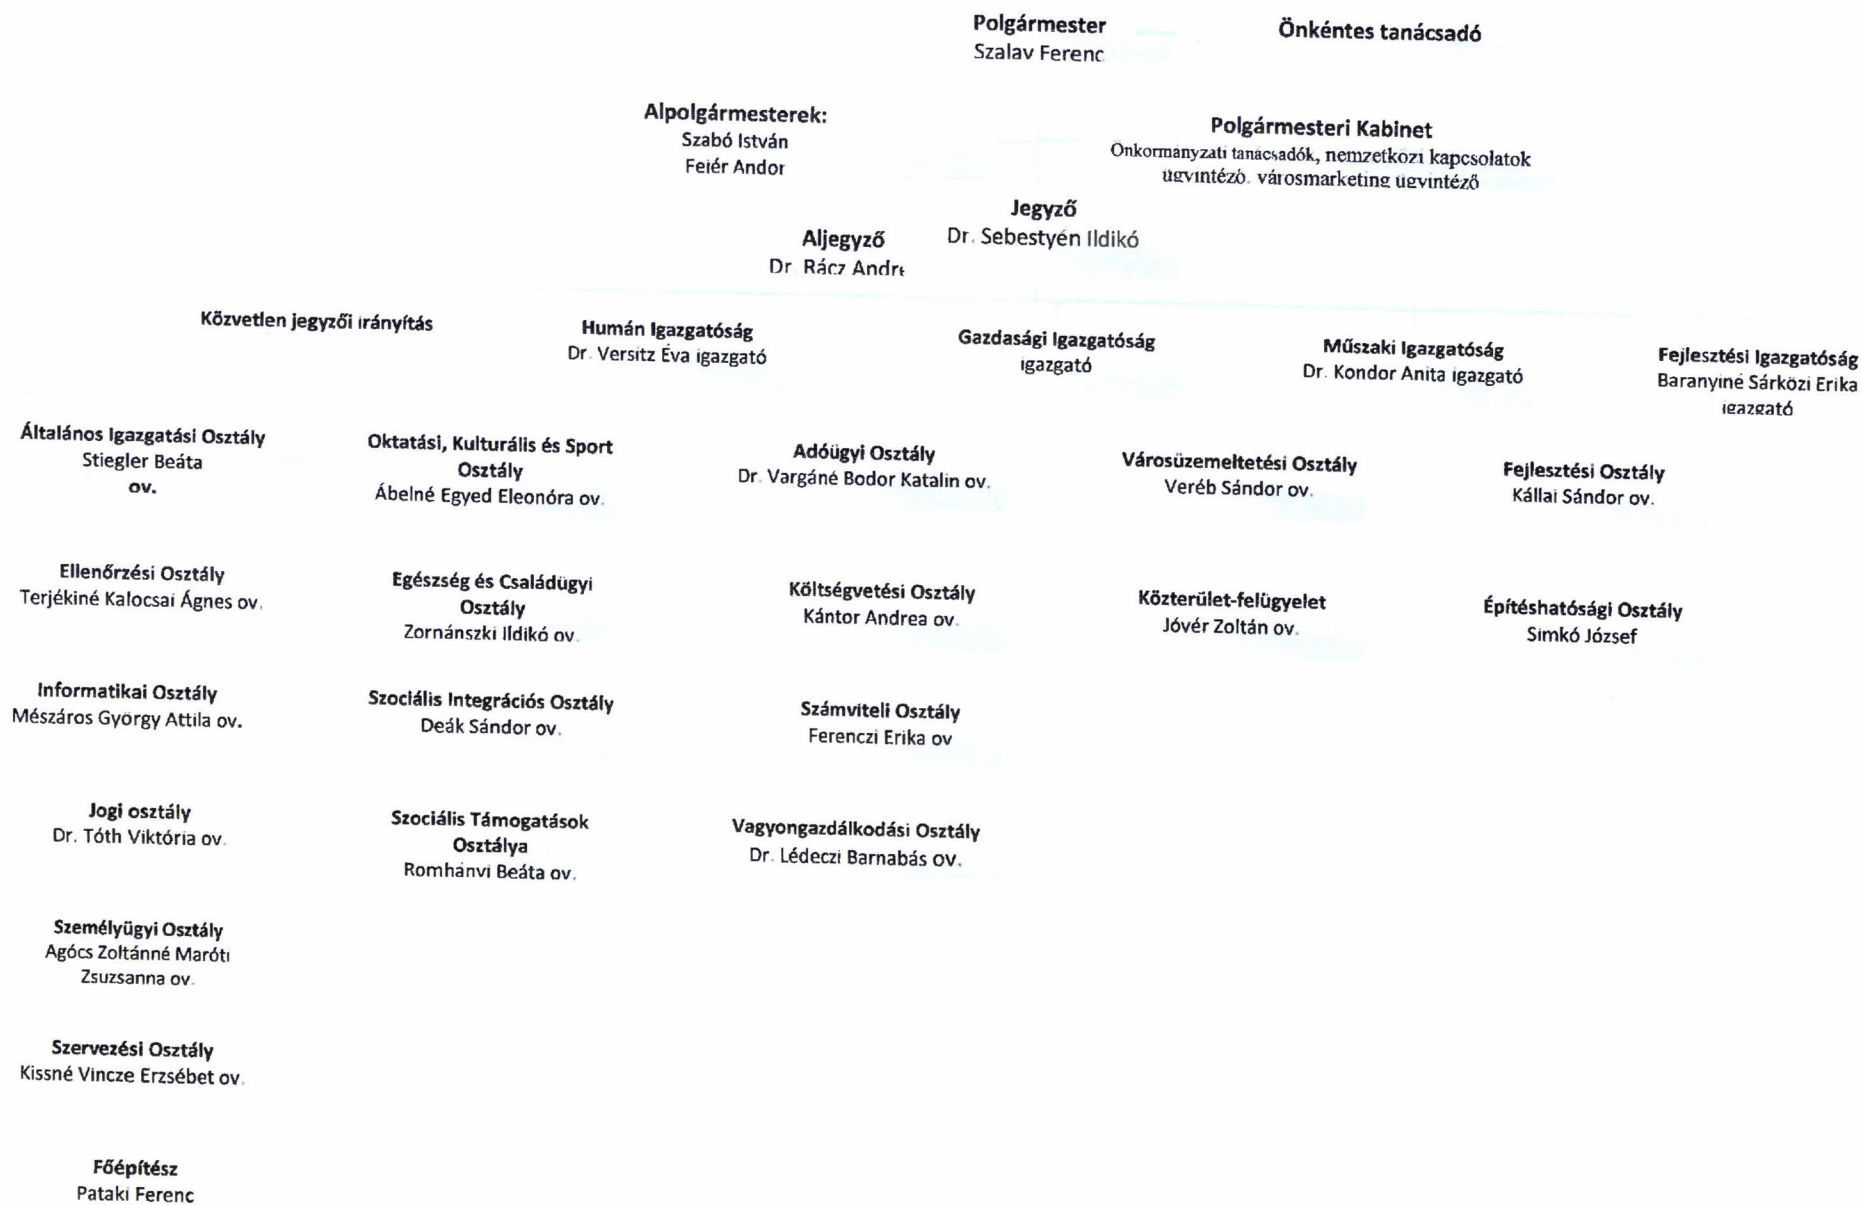 Polgármester
Szalay Ferenc
Önkéntes tanácsadó
Alpolgármesterek:
Szabó István
Fejér Andor
Polgármesteri Kabinet
Önkormányzati tanácsadók, nemzetközi kapcsolatok
ügyintéző, városmarketing ügyintéző
Jegyző
Dr. Sebestyén Ildikó
Aljegyző
Dr. Rácz Andre
Közvetlen jegyzői irányítás
Humán Igazgatóság
Dr. Versitz Éva igazgató
Gazdasági Igazgatóság
igazgató
Műszaki Igazgatóság
Dr. Kondor Anita igazgató
Fejlesztési Igazgatóság
Baranyiné Sárközi Erika
igazgató
Általános Igazgatási Osztály
Stiegler Beáta
ov.
Oktatási, Kulturális és Sport
Osztály
Ábelné Egyed Eleonóra ov.
Adóügyi Osztály
Dr. Vargáné Bodor Katalin ov.
Városüzemeltetési Osztály
Veréb Sándor ov.
Fejlesztési Osztály
Kállai Sándor ov.
Ellenőrzési Osztály
Terjékiné Kalocsai Ágnes ov.
Egészség és Családügyi
Osztály
Zornánszki Ildikó ov.
Költségvetési Osztály
Kántor Andrea ov.
Közterület-felügyelet
Jóvér Zoltán ov.
Építéshatósági Osztály
Simkó József
Informatikai Osztály
Mészáros György Attila ov.
Szociális Integrációs Osztály
Deák Sándor ov.
Számviteli Osztály
Ferenczi Erika ov
Jogi osztály
Dr. Tóth Viktória ov.
Szociális Támogatások
Osztálya
Romhányi Beáta ov.
Vagyongazdálkodási Osztály
Dr. Lédeczi Barnabás ov.
Személyügyi Osztály
Agócs Zoltánné Maróti
Zsuzsanna ov.
Szervezési Osztály
Kissné Vincze Erzsébet ov.
Főépítész
Pataki Ferenc